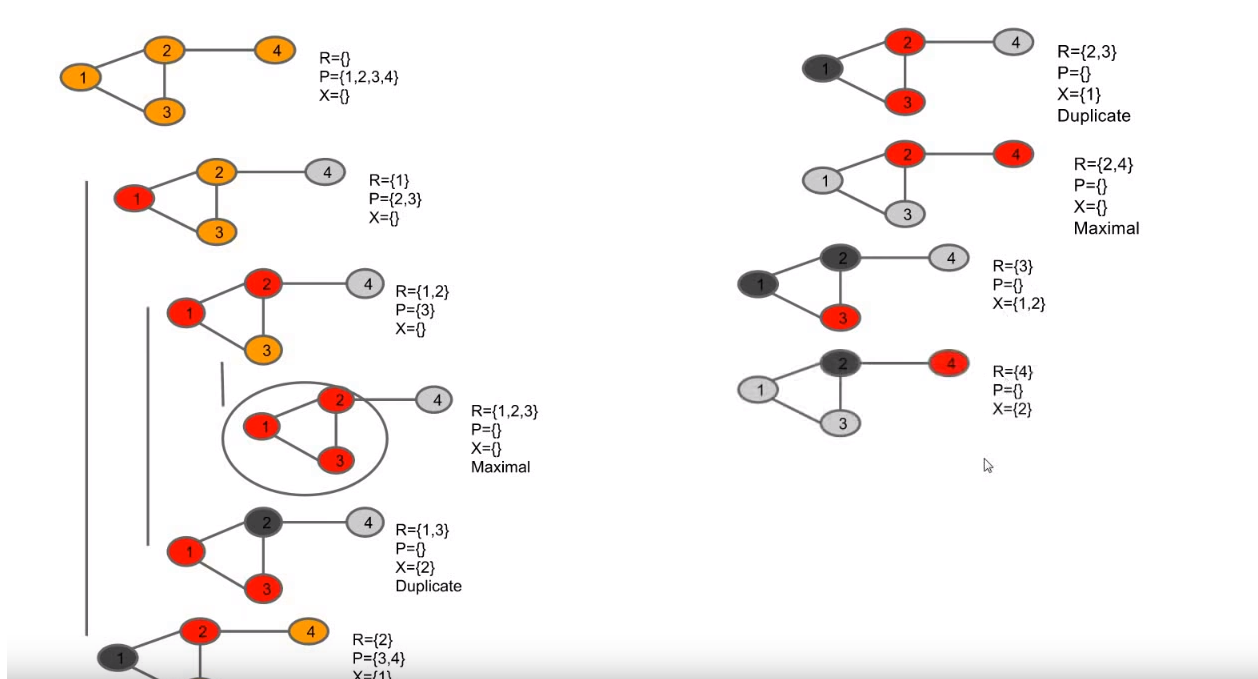 2
4
1
3
R={}
P={1,2,3,4}
X={}
2
4
1
3
R={1}
P={2,3}
X={}
2
4
1
3
R={1,2}
P={3}
X={}
2
4
1
3
R={1,2,3}
P={}
X={}
Maximal
2
4
1
3
R={1,3}
P={}
X={2}
Duplicate
2
4
1
R={2}
P={3,4}
X={1}
2
4
1
3
R={2,3}
P={}
X={1}
Duplicate
2
4
1
3
R={2,4}
P={}
X={}
Maximal
2
4
1
3
R={3}
P={}
X={1,2}
2
4
1
3
R={4}
P={}
X={2}